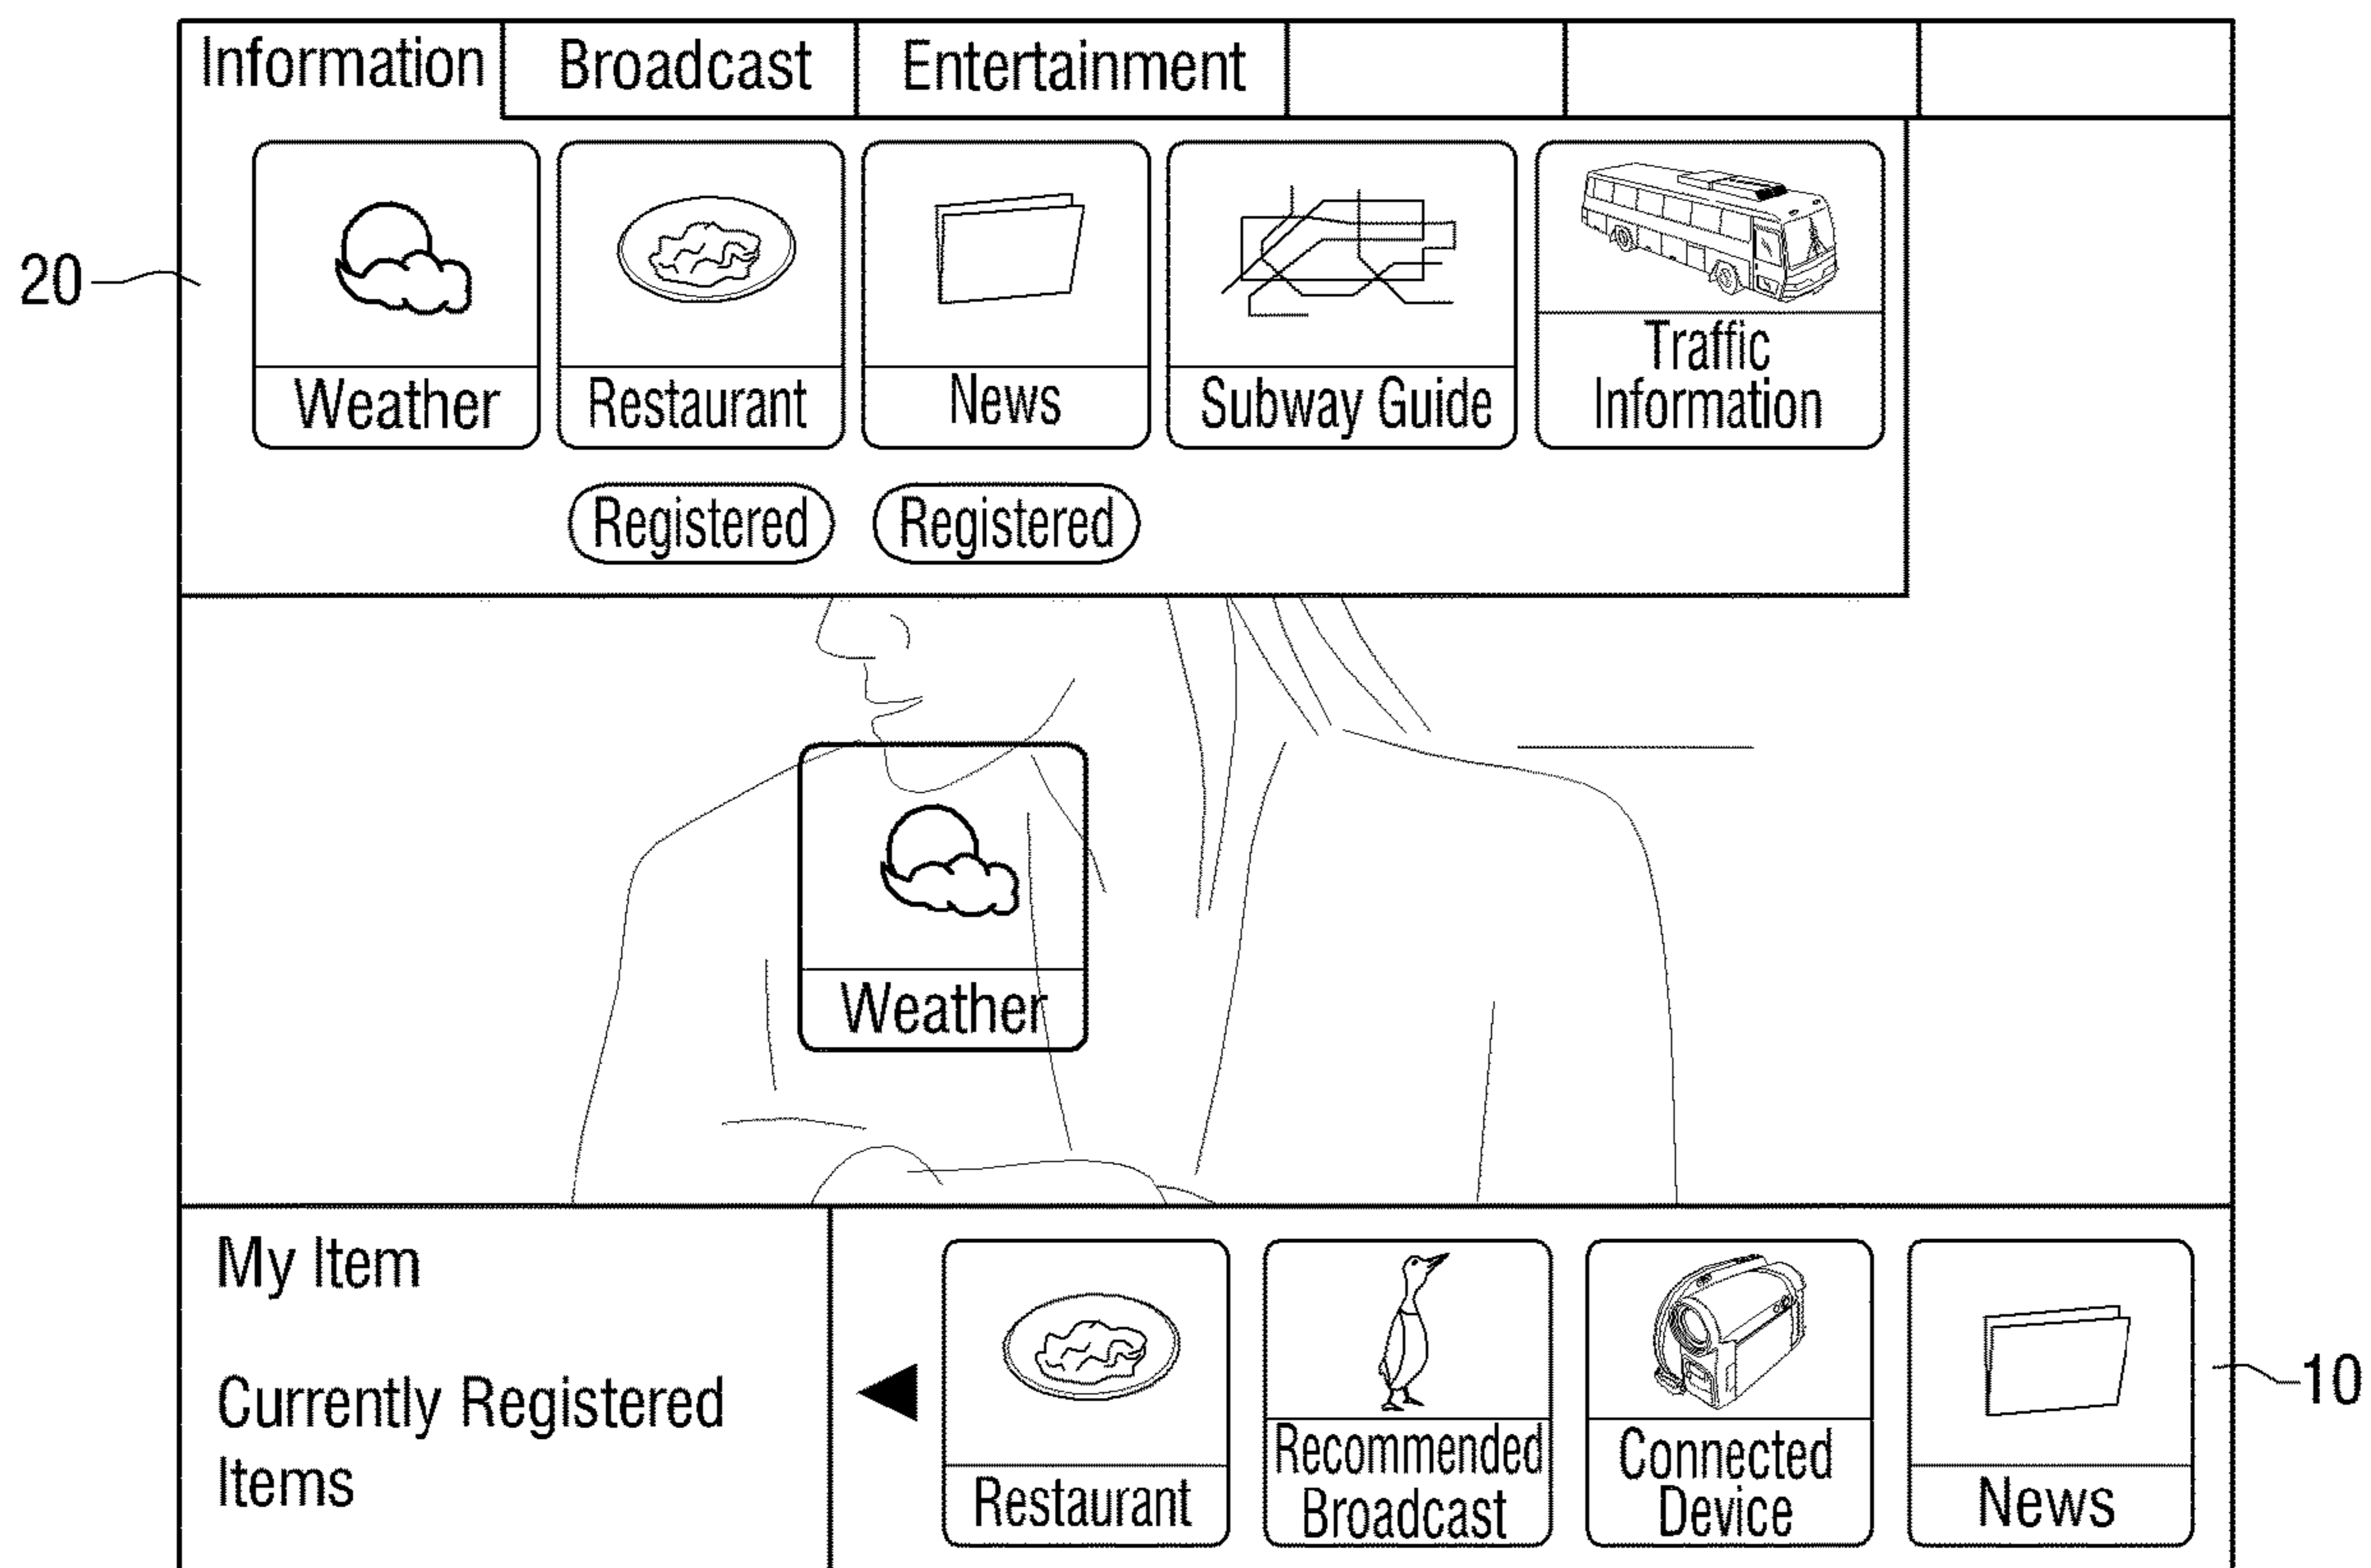 Information Broadcast Entertainment
20
Weather Restaurant News Subway Guide Traffic
Information
Registered Registered
Weather
My Item
Currently Registered
Items
Restaurant Recommended
Broadcast Connected
Device News
10